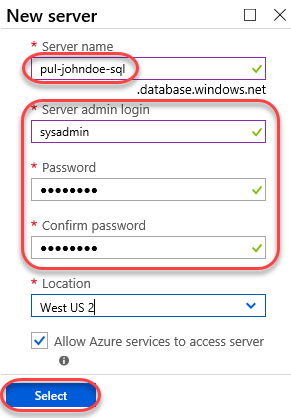 New server
* Server name
pul-johndoe-sql
.database.windows.net
* Server admin login
sysadmin
* Password
••••••••
* Confirm password
••••••••
* Location
West US 2
Allow Azure services to access server
Select